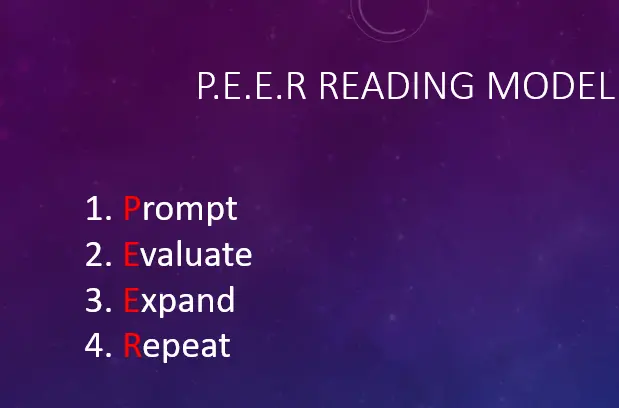 P.E.E.R READING MODEL
1. Prompt
2. Evaluate
3. Expand
4. Repeat